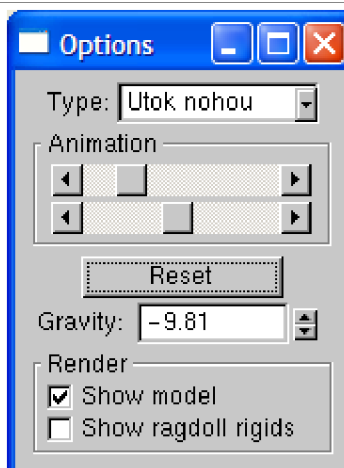 Options
Type: Utok nohou
Animation
Reset
Gravity: -9.81
Render
Show model
Show ragdoll rigids